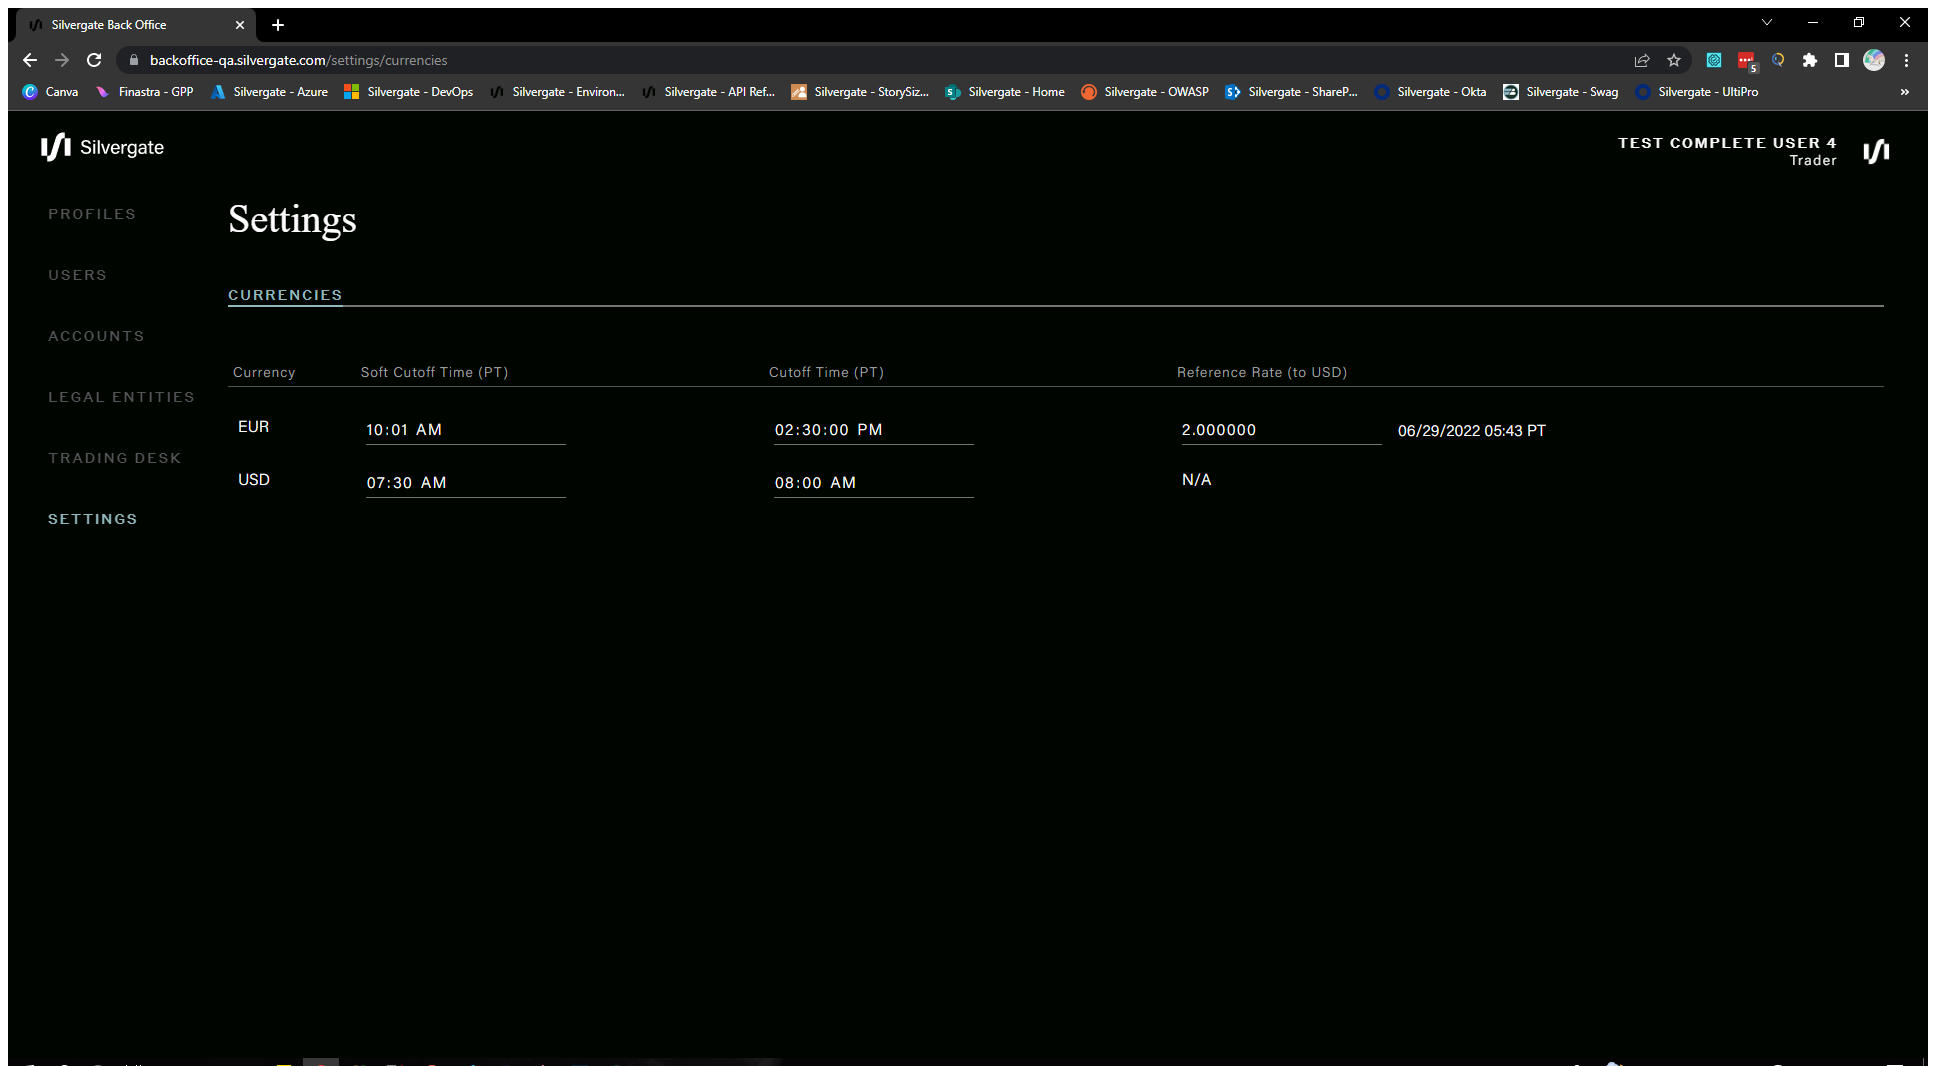 Silvergate Back Office
backoffice-qa.silvergate.com/settings/currencies
5
Canva Finastra - GPP Silvergate - Azure Silvergate - DevOps Silvergate - Environ... Silvergate - API Ref... Silvergate - StorySiz... Silvergate - Home Silvergate - OWASP Silvergate - ShareP... Silvergate - Okta Silvergate - Swag Silvergate - UltiPro »
Silvergate
TEST COMPLETE USER 4
Trader
PROFILES
USERS
ACCOUNTS
LEGAL ENTITIES
TRADING DESK
SETTINGS
Settings
CURRENCIES
Currency Soft Cutoff Time (PT) Cutoff Time (PT) Reference Rate (to USD)
EUR 10:01 AM 02:30:00 PM 2.000000 06/29/2022 05:43 PT
USD 07:30 AM 08:00 AM N/A